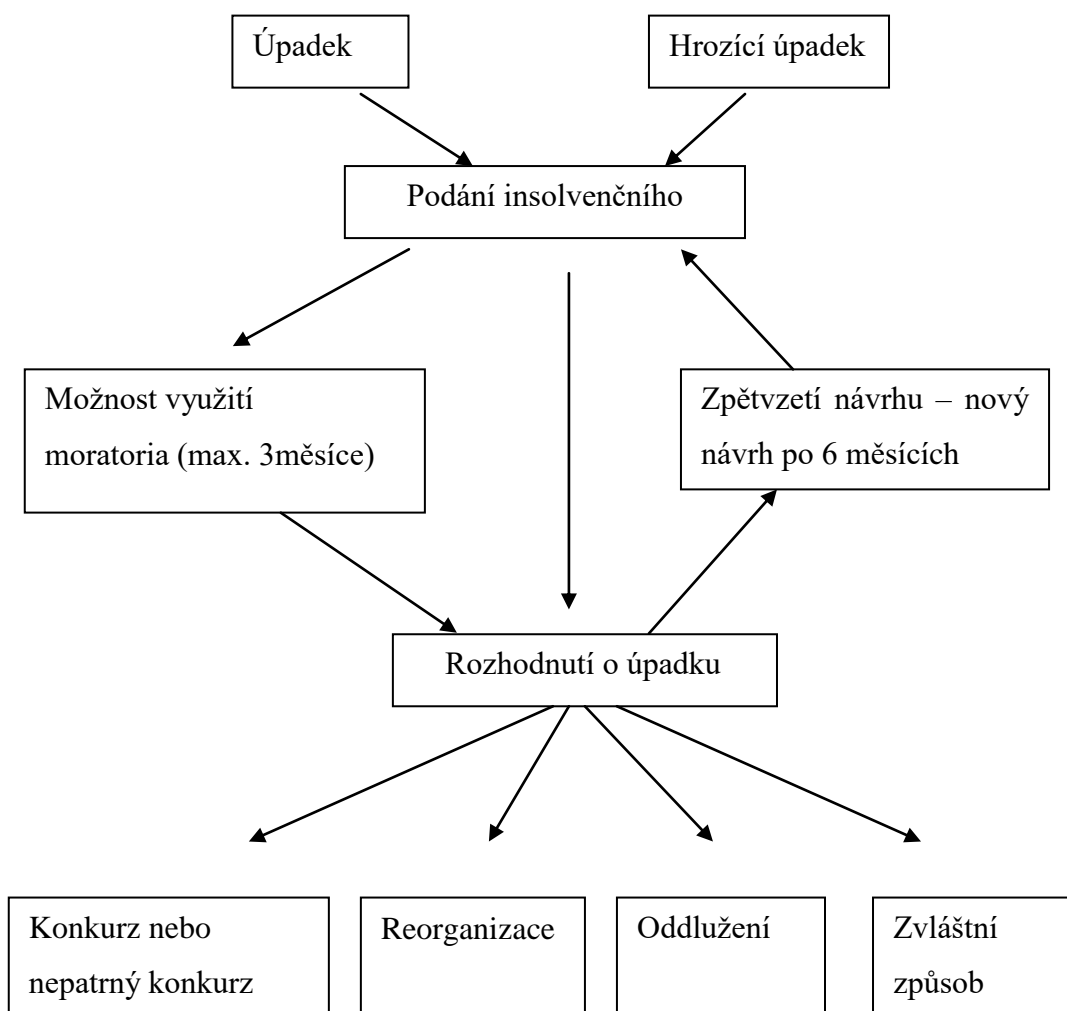 Úpadek
Hrozící úpadek
Podání insolvenčního
Možnost využití
moratoria (max. 3měsíce)
Zpětvzetí návrhu – nový
návrh po 6 měsících
Rozhodnutí o úpadku
Konkurz nebo
nepatrný konkurz
Reorganizace
Oddlužení
Zvláštní
způsob